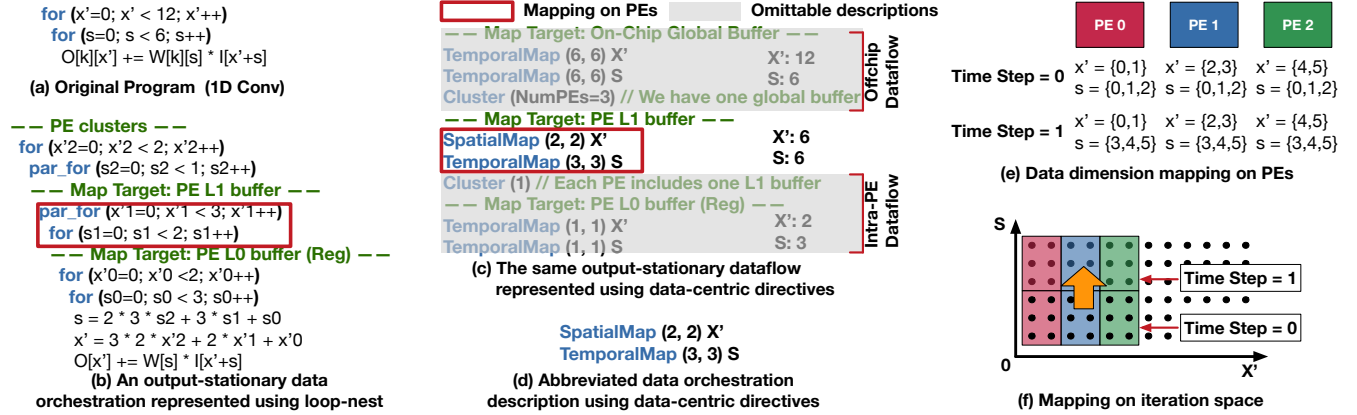 for (x'=0; x' < 12; x'++)
for (s=0; s < 6; s++)
O[k][x'] += W[k][s] * I[x'+s]
(a) Original Program (1D Conv)
−− PE clusters −−
for (x'2=0; x'2 < 2; x'2++)
par_for (s2=0; s2 < 1; s2++)
−− Map Target: PE L1 buffer −−
par_for (x'1=0; x'1 < 3; x'1++)
for (s1=0; s1 < 2; s1++)
−− Map Target: PE L0 buffer (Reg) −−
for (x'0=0; x'0 <2; x'0++)
for (s0=0; s0 < 3; s0++)
s = 2 * 3 * s2 + 3 * s1 + s0
x' = 3 * 2 * x'2 + 2 * x'1 + x'0
O[x'] += W[s] * I[x'+s]
(b) An output-stationary data
orchestration represented using loop-nest
Mapping on PEs
Omittable descriptions
−− Map Target: On-Chip Global Buffer −−
TemporalMap (6, 6) X'
X': 12
TemporalMap (6, 6) S
S: 6
Cluster (NumPEs=3) // We have one global buffer
Offchip
Dataflow
−− Map Target: PE L1 buffer −−
SpatialMap (2, 2) X'
X': 6
TemporalMap (3, 3) S
S: 6
Cluster (1) // Each PE includes one L1 buffer
−− Map Target: PE L0 buffer (Reg) −−
TemporalMap (1, 1) X'
X': 2
TemporalMap (1, 1) S
S: 3
Intra-PE
Dataflow
(c) The same output-stationary dataflow
represented using data-centric directives
SpatialMap (2, 2) X'
TemporalMap (3, 3) S
(d) Abbreviated data orchestration
description using data-centric directives
PE 0 PE 1 PE 2
Time Step = 0
x' = {0,1} x' = {2,3} x' = {4,5}
s = {0,1,2} s = {0,1,2} s = {0,1,2}
Time Step = 1
x' = {0,1} x' = {2,3} x' = {4,5}
s = {3,4,5} s = {3,4,5} s = {3,4,5}
(e) Data dimension mapping on PEs
S
Time Step = 1
Time Step = 0
0
X'
(f) Mapping on iteration space